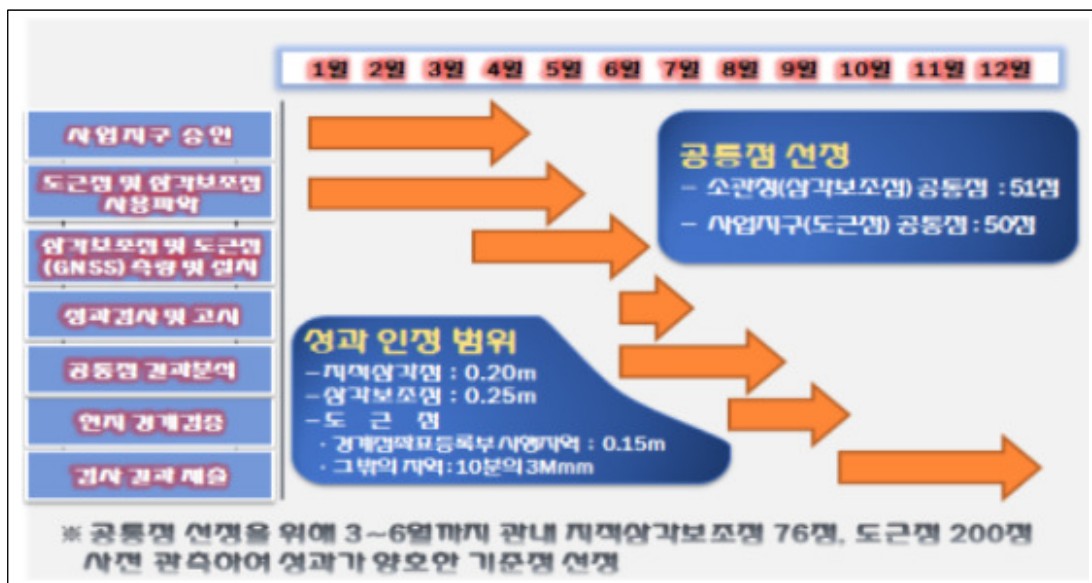 1월 2월 3월 4월 5월 6월 7월 8월 9월 10월 11월 12월
사업지구 승인
도근점 및 삼각보조점
사용파악
삼각보조점 및 도근점
(GNSS) 측량 및 설치
성과검사 및 고시
공통점 결과분석
현지 경계검증
검사 결과 제출
공통점 선정
- 소관청(삼각보조점) 공통점 : 51점
- 사업지구(도근점) 공통점 : 50점
성과 인정 범위
-지적삼각점 : 0.20m
-삼각보조점 : 0.25m
-도 근 점
· 경계점좌표등록부 시행지역 : 0.15m
· 그 밖의 지역 : 10분의 3Mmm
※ 공통점 선정을 위해 3~6월까지 관내 지적삼각보조점 76점, 도근점 200점
사전 관측하여 성과가 양호한 기준점 선정